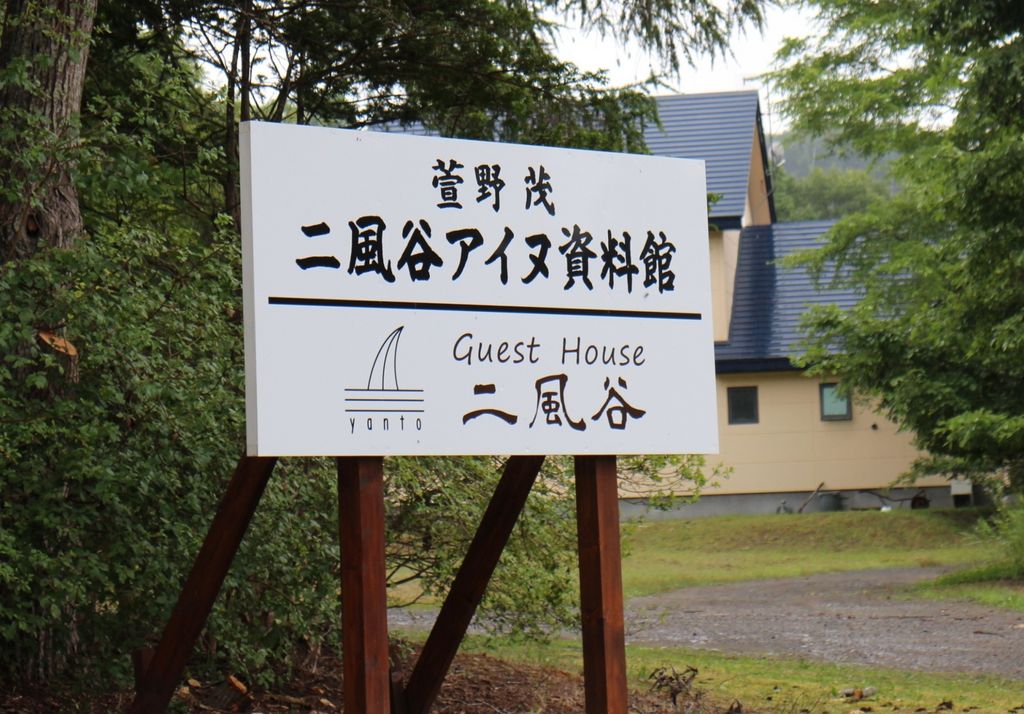 萱野 茂
二風谷アイヌ資料館
Guest House
二風谷
yanto